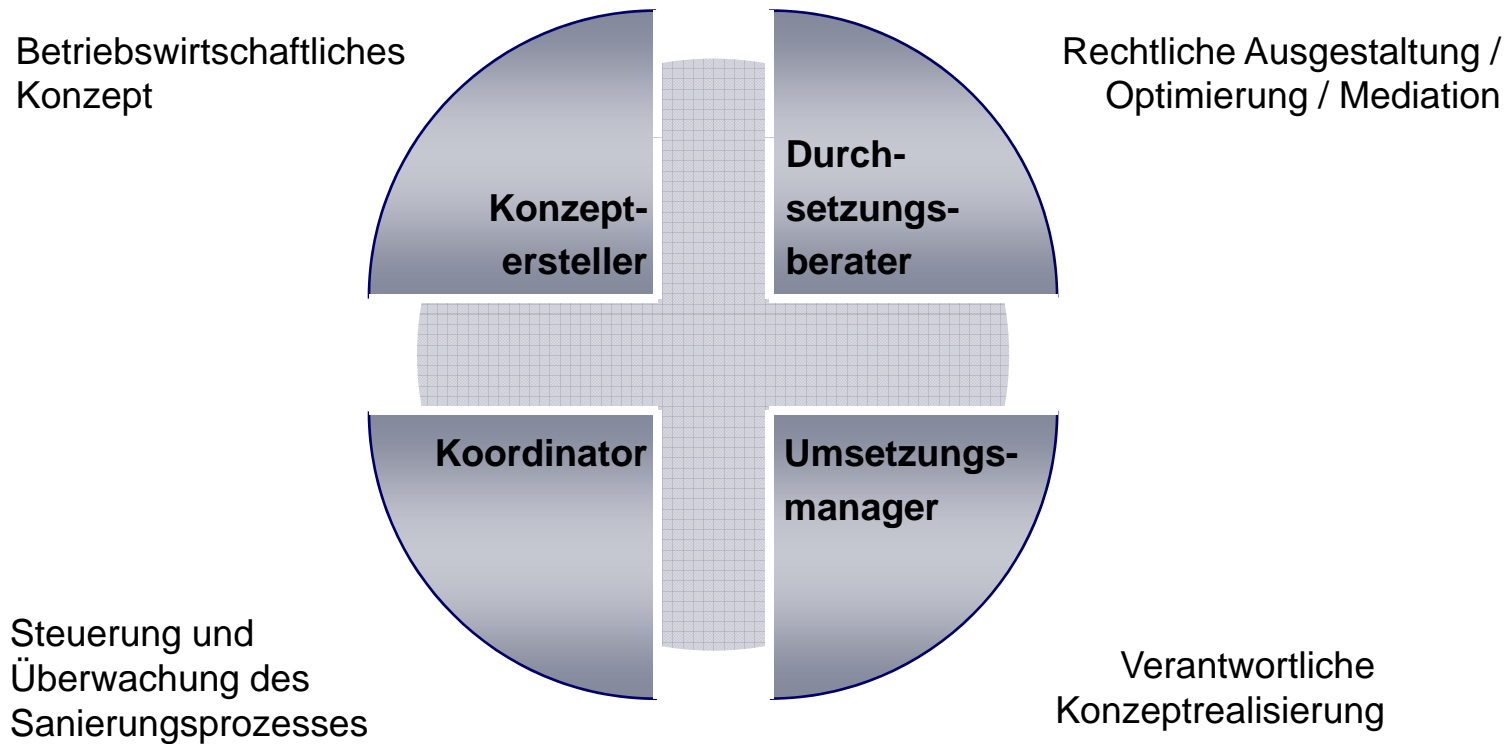 Betriebswirtschaftliches
Konzept
Rechtliche Ausgestaltung /
Optimierung / Mediation
Konzept-
ersteller
Durch-
setzungs-
berater
Koordinator
Umsetzungs-
manager
Steuerung und
Überwachung des
Sanierungsprozesses
Verantwortliche
Konzeptrealisierung